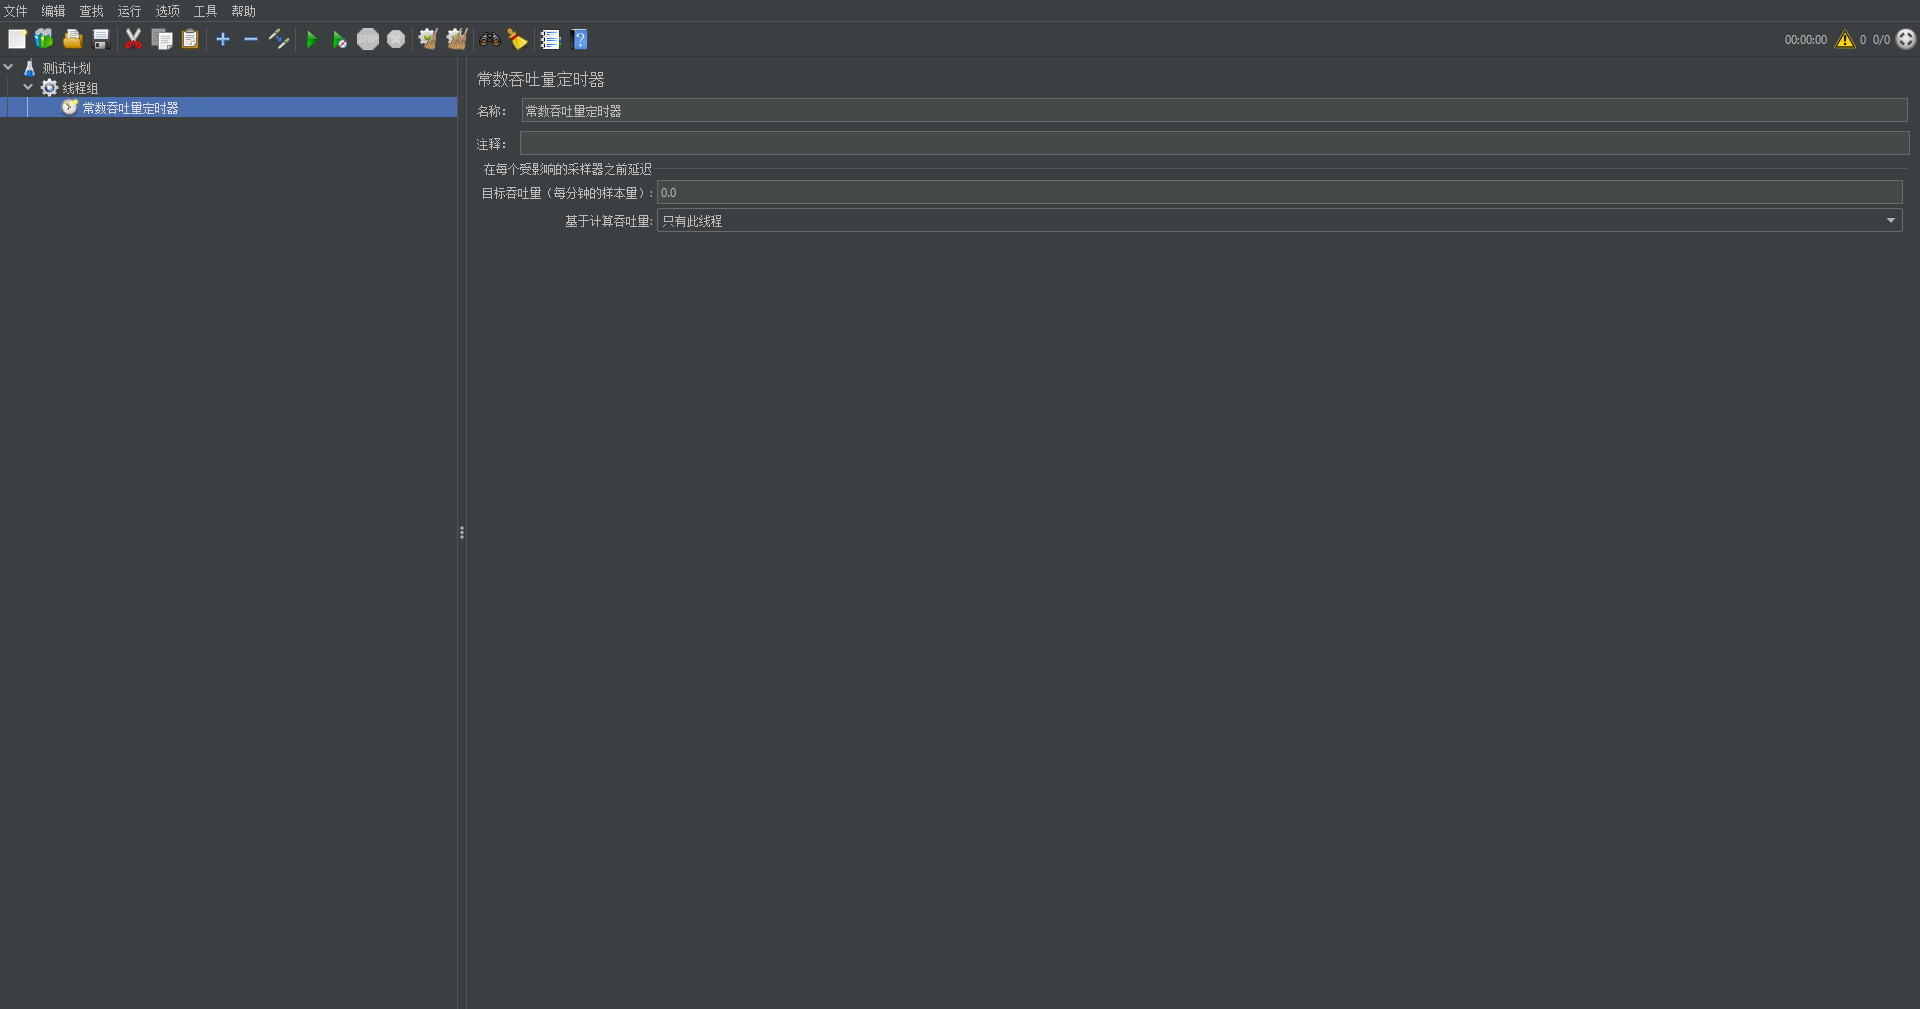 文件 编辑 查找 运行 选项 工具 帮助
00:00:00 0 0/0
测试计划
线程组
常数吞吐量定时器
常数吞吐量定时器
名称： 常数吞吐量定时器
注释：
在每个受影响的采样器之前延迟
目标吞吐量（每分钟的样本量）: 0.0
基于计算吞吐量: 只有此线程